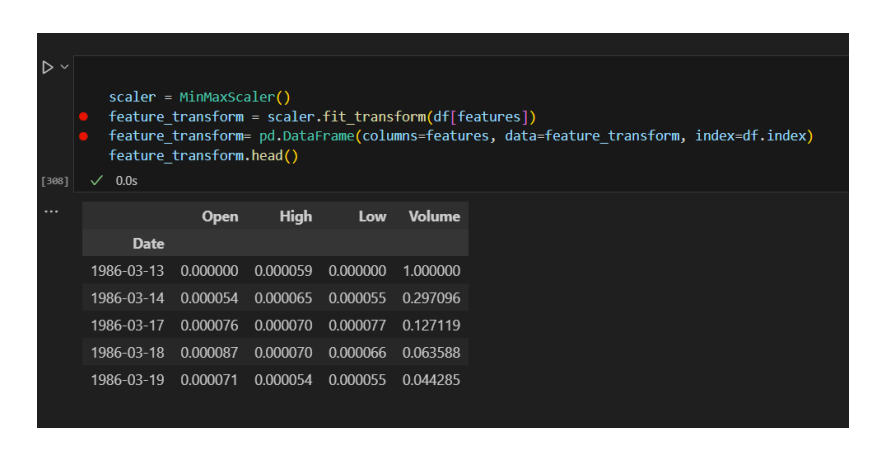 scaler = MinMaxScaler()
feature_transform = scaler.fit_transform(df[features])
feature_transform= pd.DataFrame(columns=features, data=feature_transform, index=df.index)
feature_transform.head()
[308] ✓ 0.0s
...
Open High Low Volume
Date
1986-03-13 0.000000 0.000059 0.000000 1.000000
1986-03-14 0.000054 0.000065 0.000055 0.297096
1986-03-17 0.000076 0.000070 0.000077 0.127119
1986-03-18 0.000087 0.000070 0.000066 0.063588
1986-03-19 0.000071 0.000054 0.000055 0.044285